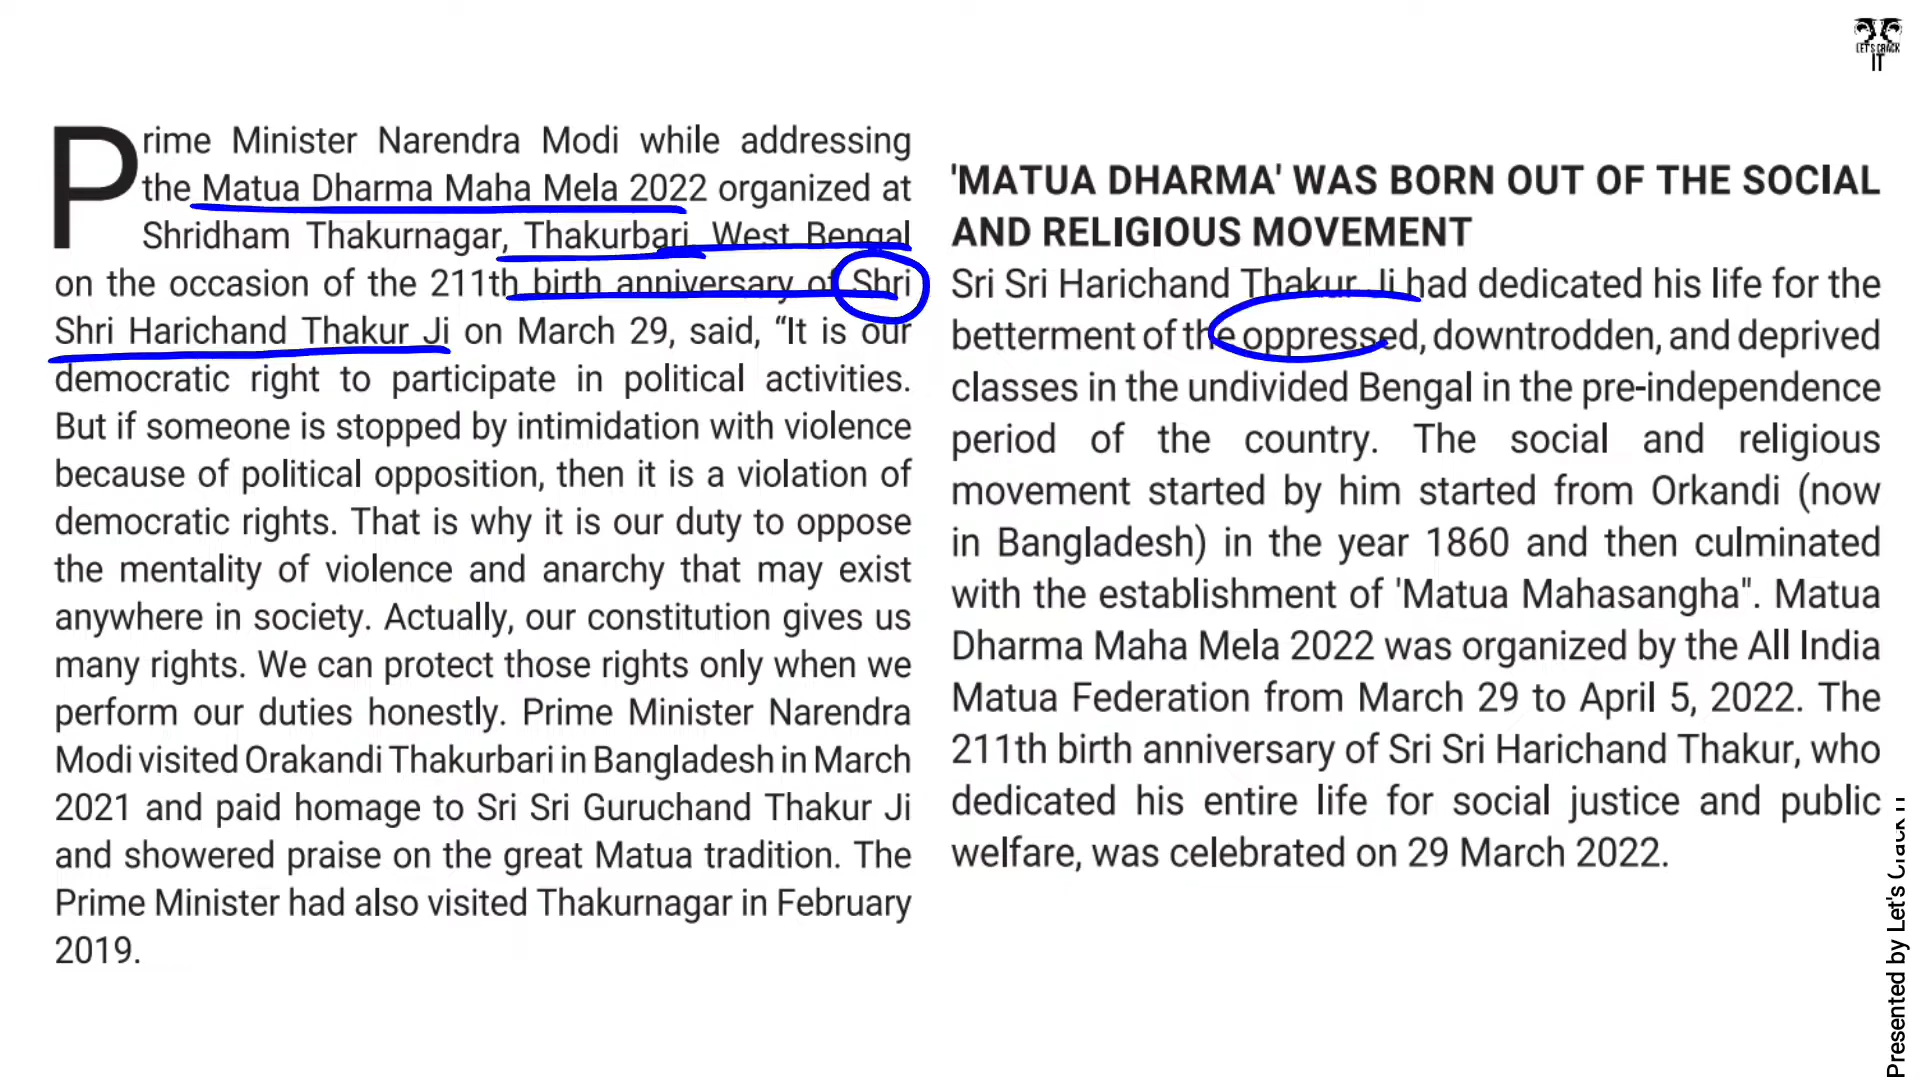 Prime Minister Narendra Modi while addressing
the Matua Dharma Maha Mela 2022 organized at
Shridham Thakurnagar, Thakurbari, West Bengal
on the occasion of the 211th birth anniversary of Shri
Shri Harichand Thakur Ji on March 29, said, “It is our
democratic right to participate in political activities.
But if someone is stopped by intimidation with violence
because of political opposition, then it is a violation of
democratic rights. That is why it is our duty to oppose
the mentality of violence and anarchy that may exist
anywhere in society. Actually, our constitution gives us
many rights. We can protect those rights only when we
perform our duties honestly. Prime Minister Narendra
Modi visited Orakandi Thakurbari in Bangladesh in March
2021 and paid homage to Sri Sri Guruchand Thakur Ji
and showered praise on the great Matua tradition. The
Prime Minister had also visited Thakurnagar in February
2019.
'MATUA DHARMA' WAS BORN OUT OF THE SOCIAL
AND RELIGIOUS MOVEMENT
Sri Sri Harichand Thakur Ji had dedicated his life for the
betterment of the oppressed, downtrodden, and deprived
classes in the undivided Bengal in the pre-independence
period of the country. The social and religious
movement started by him started from Orkandi (now
in Bangladesh) in the year 1860 and then culminated
with the establishment of 'Matua Mahasangha". Matua
Dharma Maha Mela 2022 was organized by the All India
Matua Federation from March 29 to April 5, 2022. The
211th birth anniversary of Sri Sri Harichand Thakur, who
dedicated his entire life for social justice and public
welfare, was celebrated on 29 March 2022.
LET'S CRACK
IT
Presented by Let's Crack IT